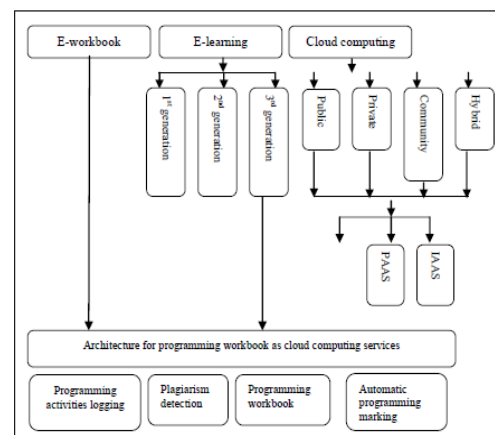 E-workbook
E-learning
Cloud computing
1st generation
2nd generation
3rd generation
Public
Private
Community
Hybrid
PAAS
IAAS
Architecture for programming workbook as cloud computing services
Programming
activities logging
Plagiarism
detection
Programming
workbook
Automatic
programming
marking